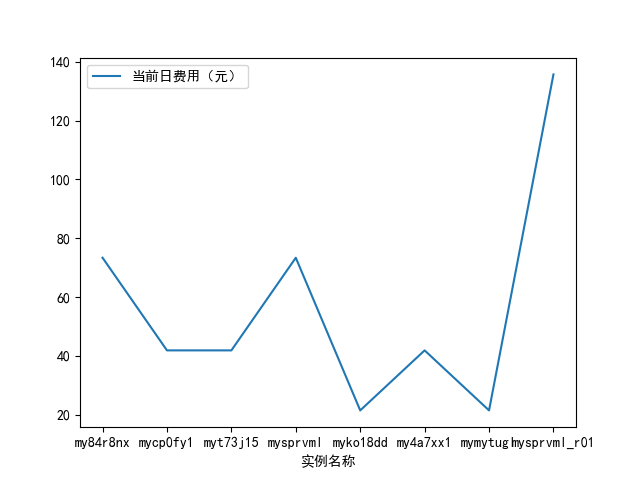 当前日费用（元）
140
120
100
80
60
40
20
my84r8nx mycp0fy1 myt73j15 mysprvml myko18dd my4a7xx1 mysprvml_r01
实例名称